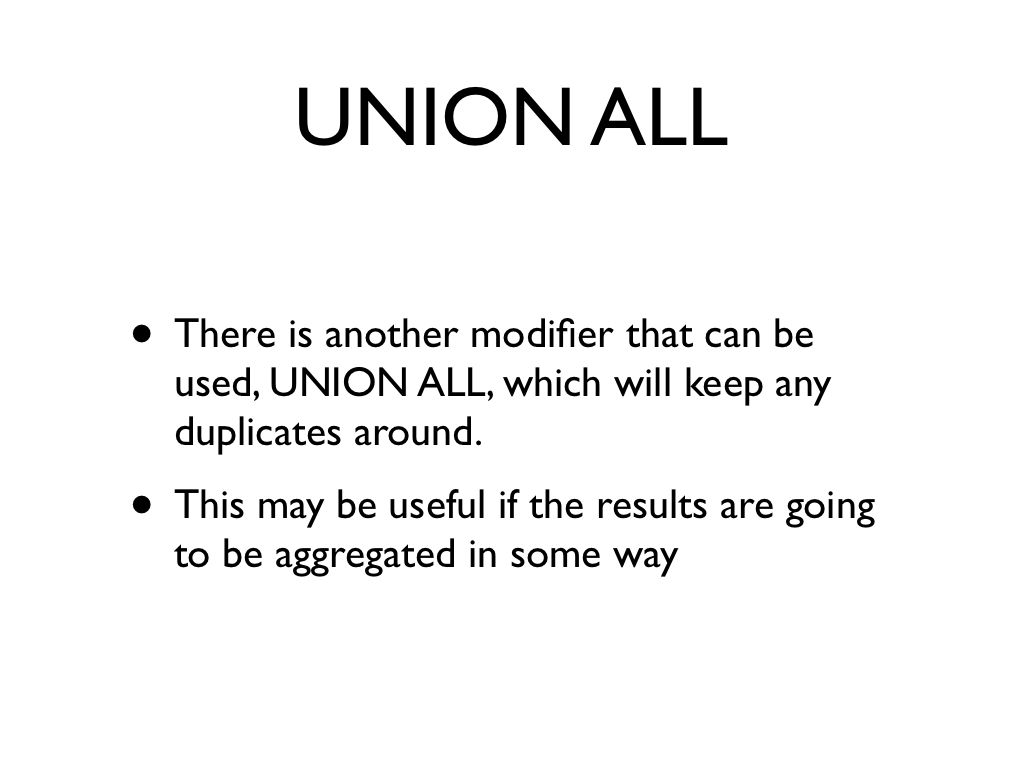 UNION ALL
• There is another modifier that can be
used, UNION ALL, which will keep any
duplicates around.
• This may be useful if the results are going
to be aggregated in some way